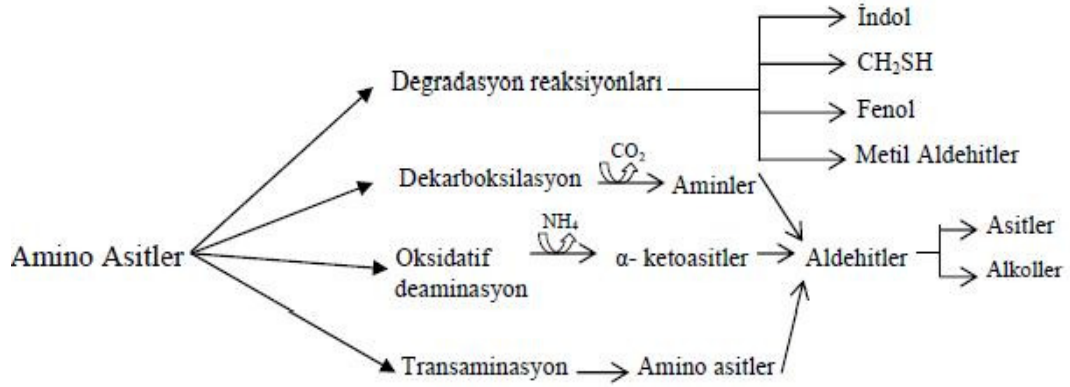 İndol
CH₂SH
Degradasyon reaksiyonları
Fenol
Metil Aldehitler
CO₂
Dekarboksilasyon
Aminler
NH₄
Asitler
Amino Asitler
Oksidatif
deaminasyon
α- ketoasitler
Aldehitler
Alkoller
Transaminasyon
Amino asitler